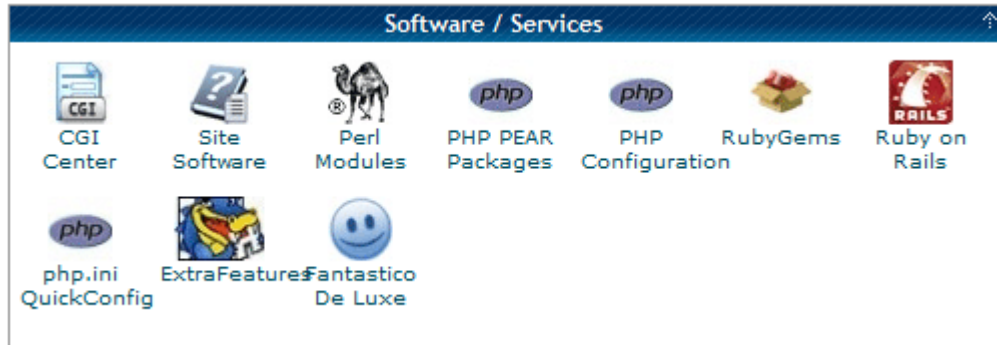 Software / Services
CGI
CGI
Center
Site
Software
®
Perl
Modules
php
PHP PEAR
Packages
php
PHP
Configuration
RubyGems
RAILS
Ruby on
Rails
php
php.ini
QuickConfig
ExtraFeatures
Fantastico
De Luxe